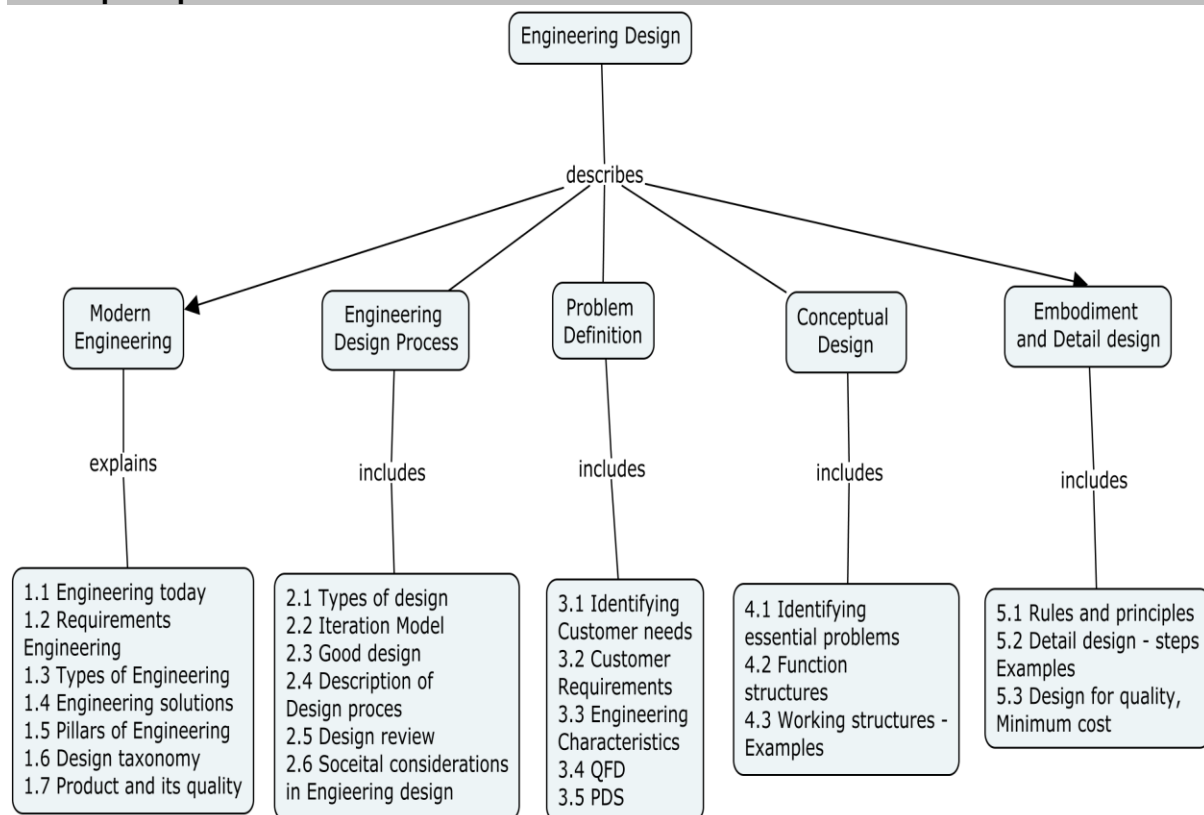 Engineering Design
describes
Modern
Engineering
Engineering
Design Process
Problem
Definition
Conceptual
Design
Embodiment
and Detail design
explains
includes
includes
includes
includes
1.1 Engineering today
1.2 Requirements
Engineering
1.3 Types of Engineering
1.4 Engineering solutions
1.5 Pillars of Engineering
1.6 Design taxonomy
1.7 Product and its quality
2.1 Types of design
2.2 Iteration Model
2.3 Good design
2.4 Description of
Design proces
2.5 Design review
2.6 Soceital considerations
in Engieering design
3.1 Identifying
Customer needs
3.2 Customer
Requirements
3.3 Engineering
Characteristics
3.4 QFD
3.5 PDS
4.1 Identifying
essential problems
4.2 Function
structures
4.3 Working structures -
Examples
5.1 Rules and principles
5.2 Detail design - steps
Examples
5.3 Design for quality,
Minimum cost